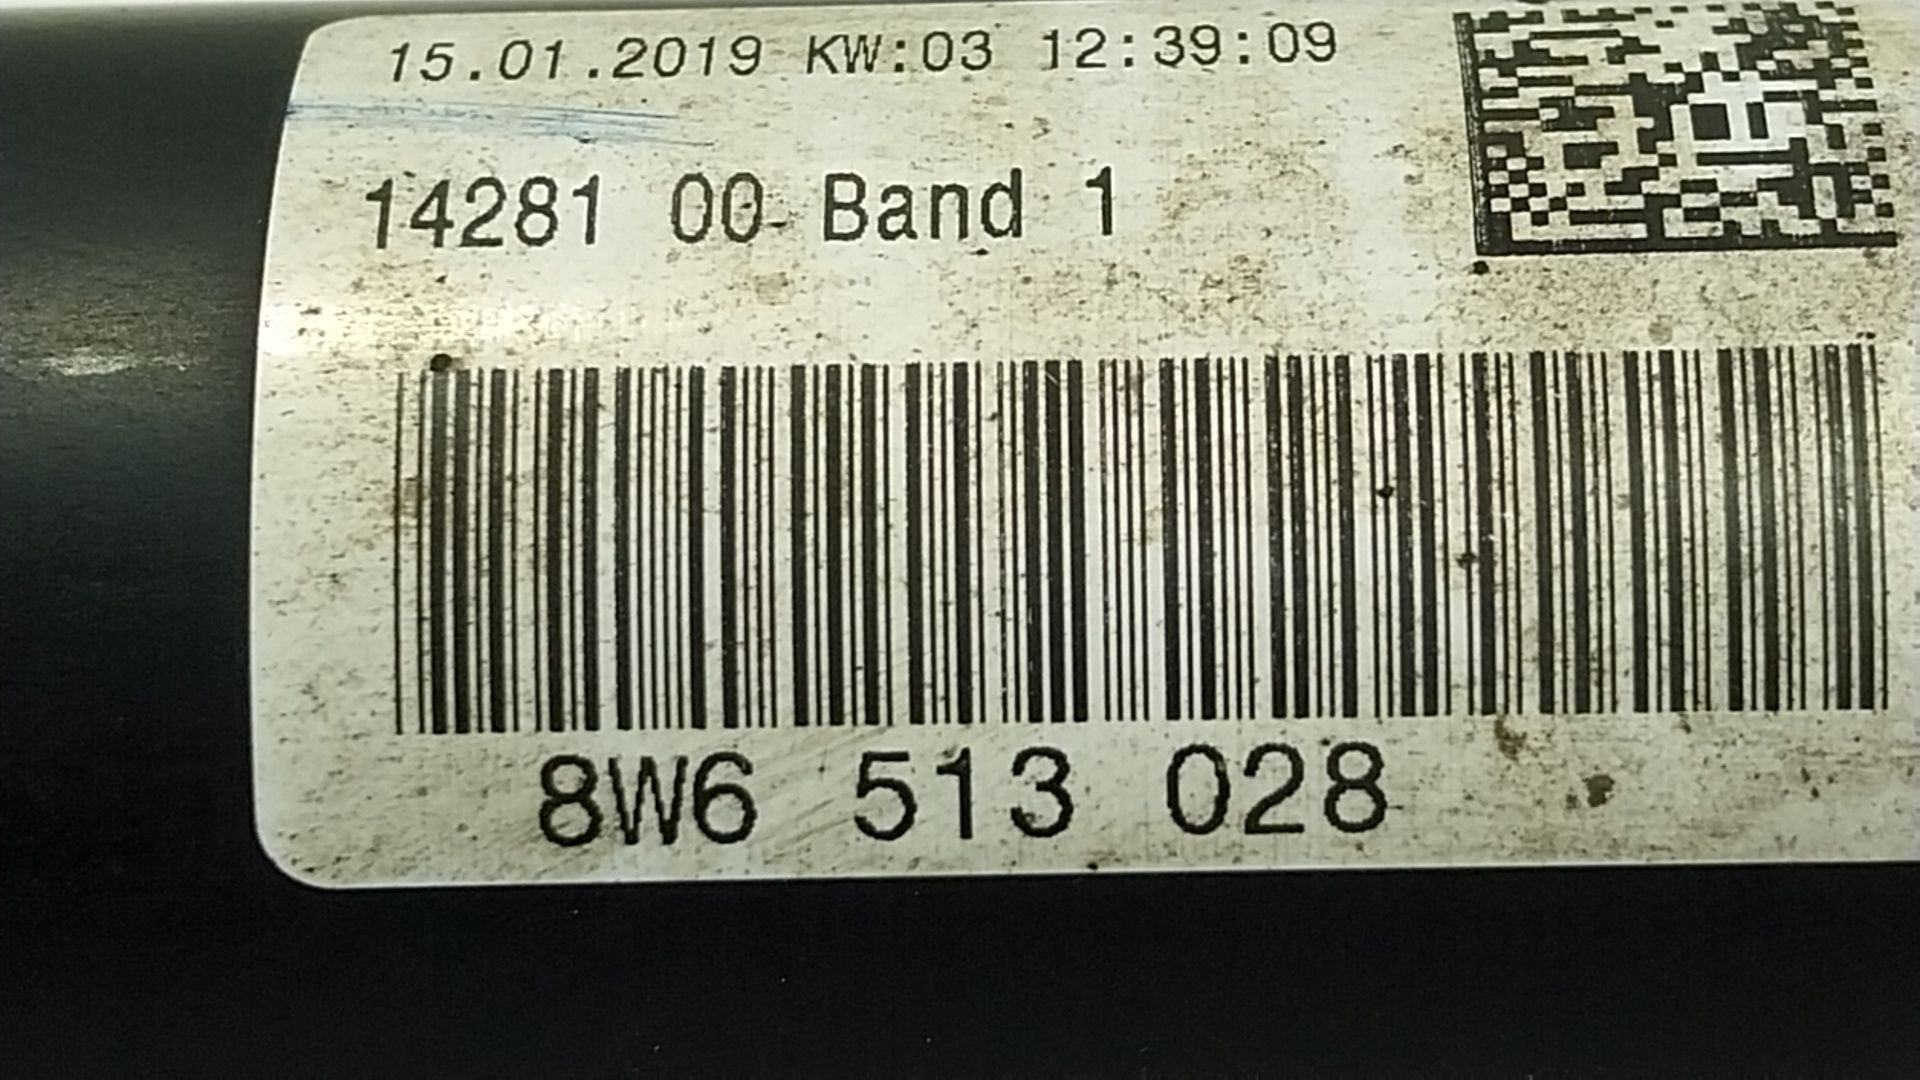 15.01.2019 KW:03 12:39:09
14281 00 Band 1
8W6 513 028